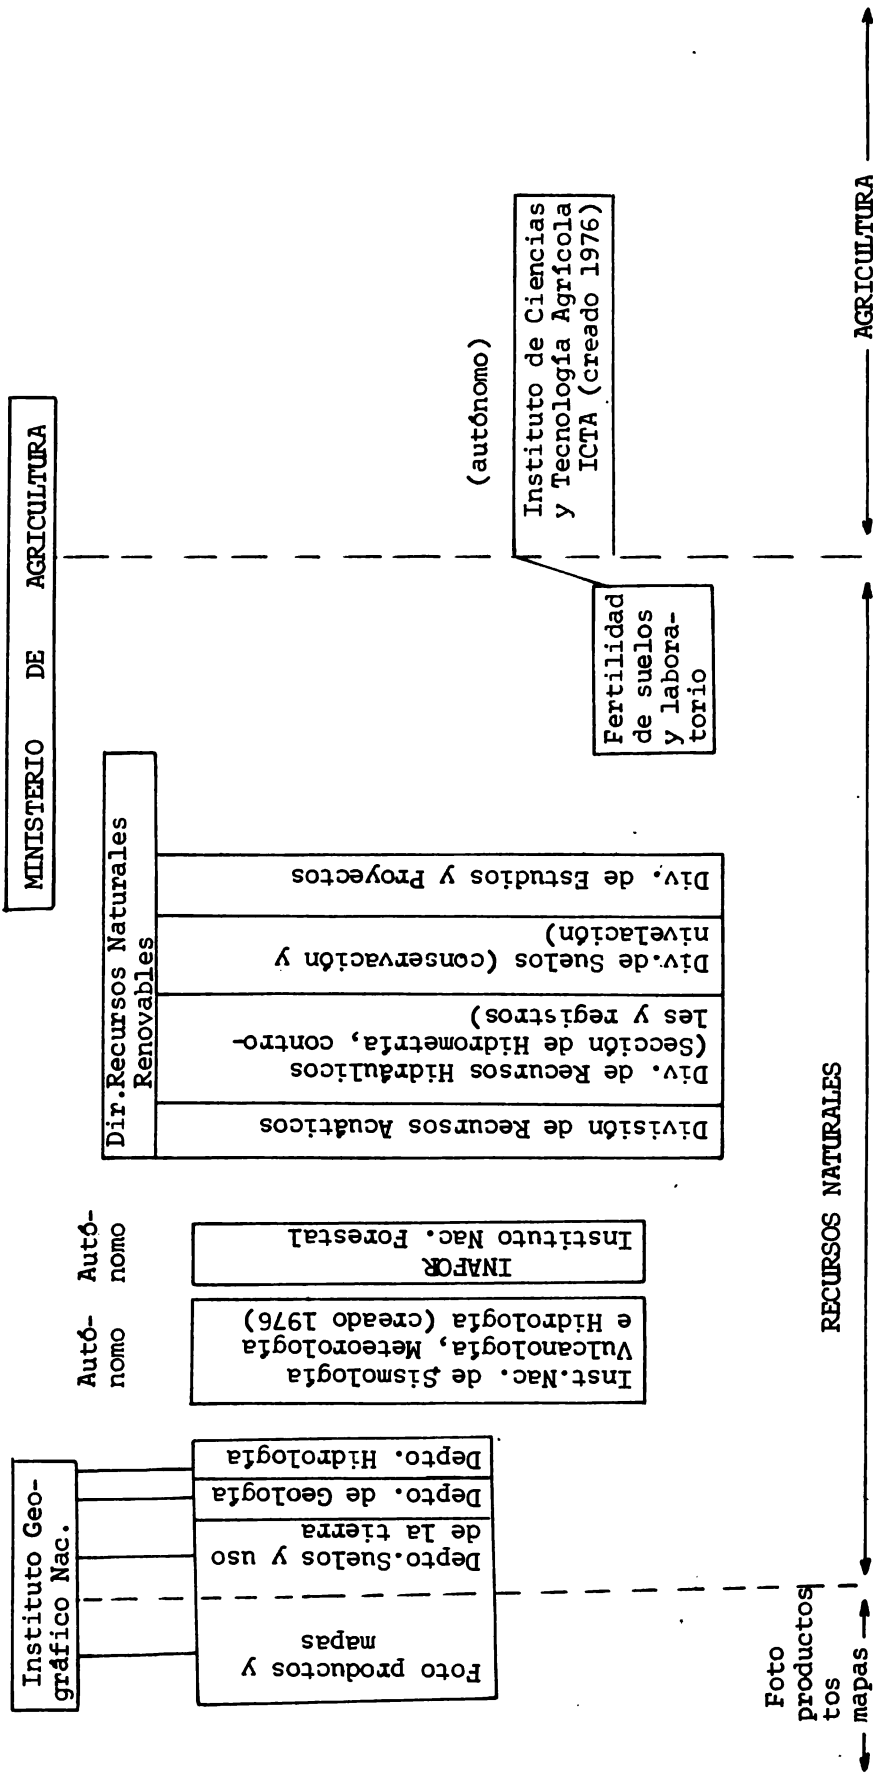 Instituto Geo-
gráfico Nac.
Foto productos y
mapas
Depto.Suelos y uso
de la tierra
Depto. de Geología
Depto. Hidrología
Autó-
nomo
Inst.Nac. de Sismología
Vulcanología, Meteorología
e Hidrología (creado 1976)
Autó-
nomo
INAFOR
Instituto Nac. Forestal
MINISTERIO DE AGRICULTURA
Dir.Recursos Naturales
Renovables
División de Recursos Acuáticos
Div. de Recursos Hidráulicos
(Sección de Hidrometría, contro-
les y registros)
Div.de Suelos (conservación y
nivelación)
Div. de Estudios y Proyectos
Fertilidad
de suelos
y labora-
torio
(autónomo)
Instituto de Ciencias
y Tecnología Agrícola
ICTA (creado 1976)
Foto
productos
tos
mapas
RECURSOS NATURALES
AGRICULTURA